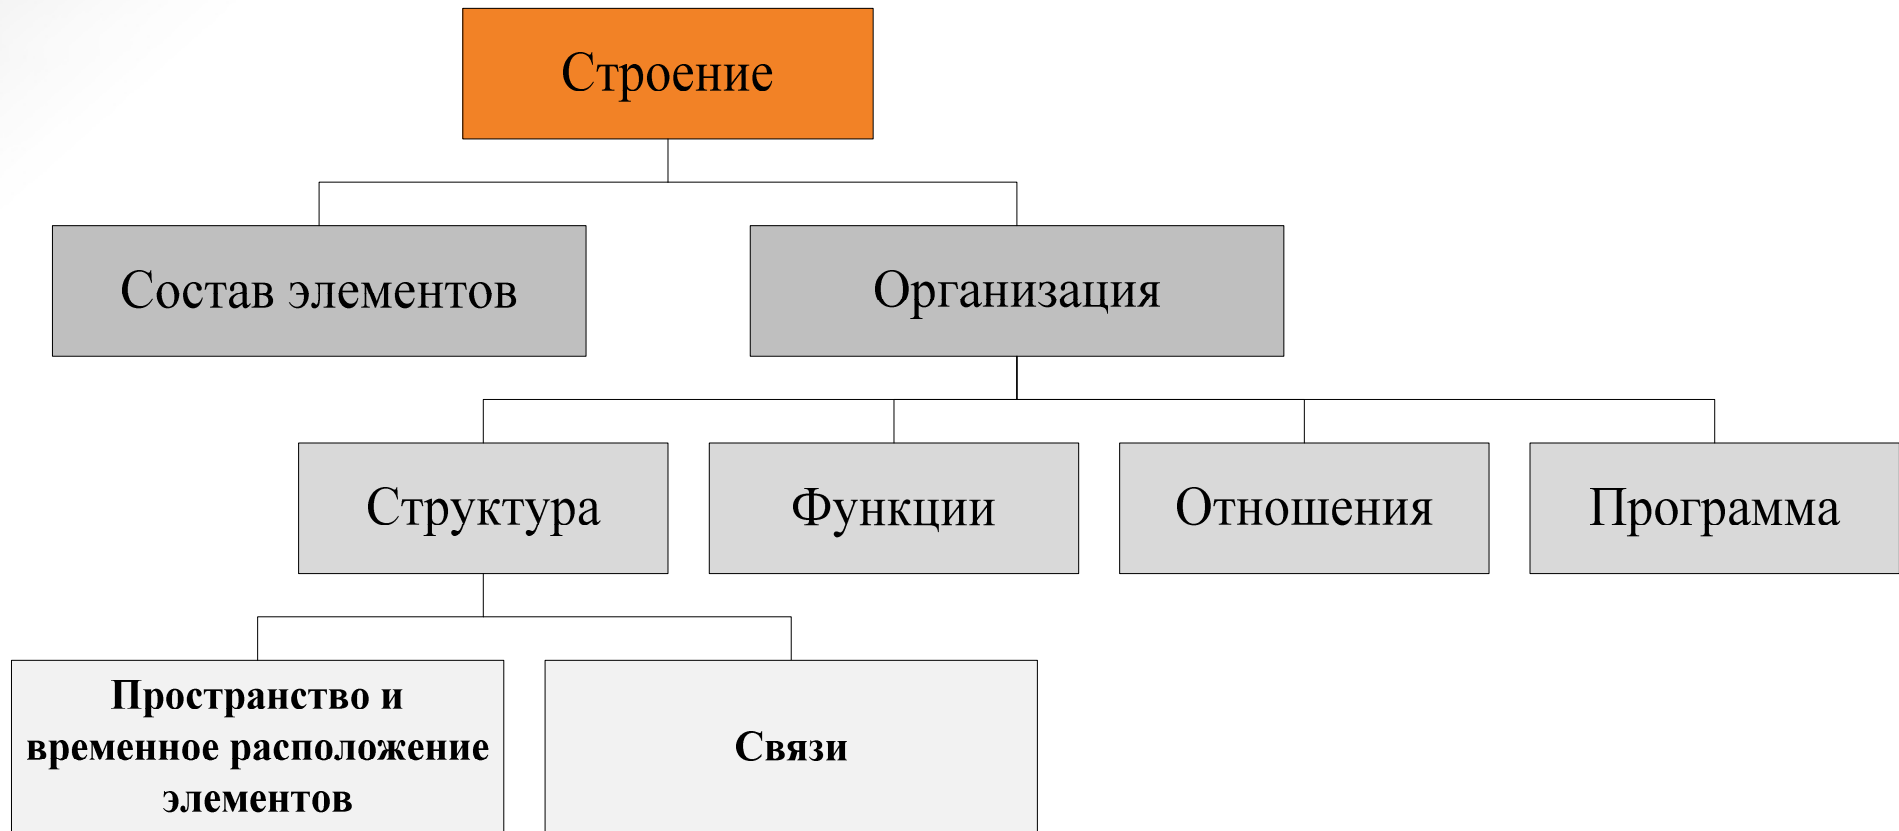 Строение
Состав элементов
Организация
Структура
Функции
Отношения
Программа
Пространство и
временное расположение
элементов
Связи